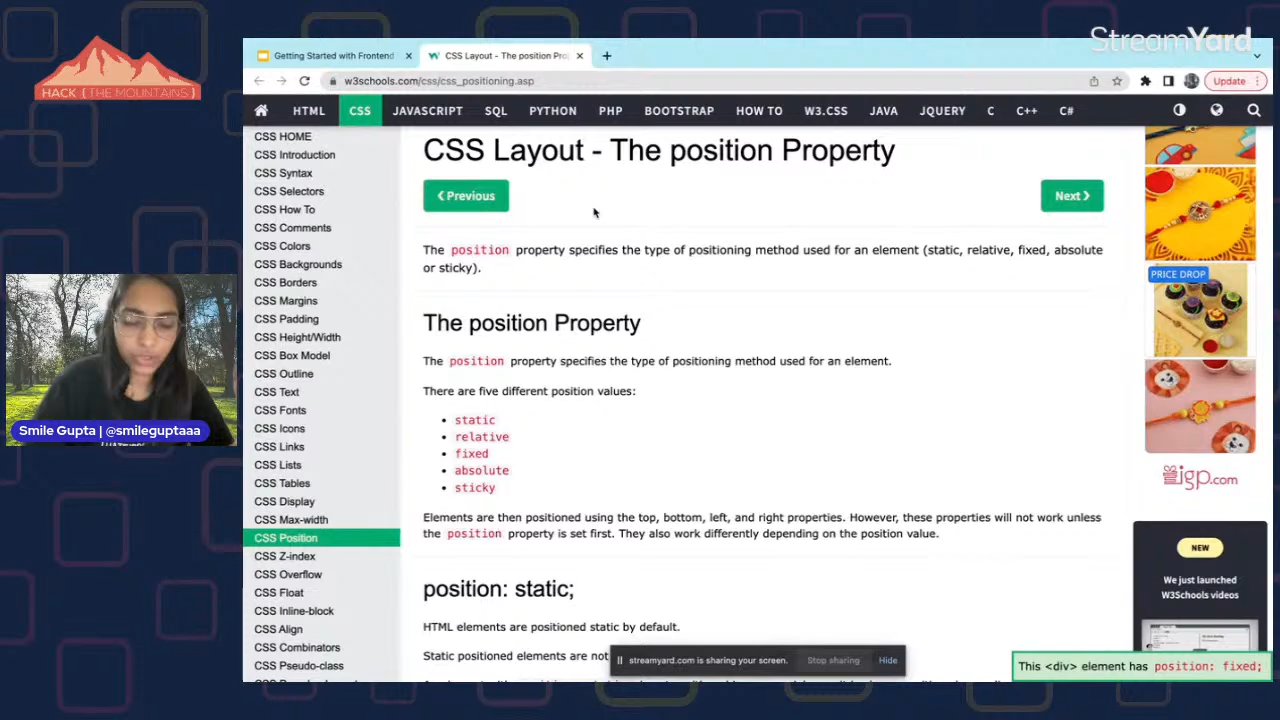 StreamYard
HACK {THE MOUNTAINS}
Getting Started with Frontend
CSS Layout - The position Pro
w3schools.com/css/css_positioning.asp
Update
HTML
CSS
JAVASCRIPT
SQL
PYTHON
PHP
BOOTSTRAP
HOW TO
W3.CSS
JAVA
JQUERY
C
C++
C#
CSS HOME
CSS Introduction
CSS Syntax
CSS Selectors
CSS How To
CSS Comments
CSS Colors
CSS Backgrounds
CSS Borders
CSS Margins
CSS Padding
CSS Height/Width
CSS Box Model
CSS Outline
CSS Text
CSS Fonts
CSS Icons
CSS Links
CSS Lists
CSS Tables
CSS Display
CSS Max-width
CSS Position
CSS Z-index
CSS Overflow
CSS Float
CSS Inline-block
CSS Align
CSS Combinators
CSS Pseudo-class
CSS Layout - The position Property
❮ Previous
Next ❯
The position property specifies the type of positioning method used for an element (static, relative, fixed, absolute
or sticky).
The position Property
The position property specifies the type of positioning method used for an element.
There are five different position values:
• static
• relative
• fixed
• absolute
• sticky
Elements are then positioned using the top, bottom, left, and right properties. However, these properties will not work unless
the position property is set first. They also work differently depending on the position value.
position: static;
HTML elements are positioned static by default.
Static positioned elements are not
streamyard.com is sharing your screen.
Stop sharing
Hide
PRICE DROP
igp.com
NEW
We just launched
W3Schools videos
This <div> element has position: fixed;
Smile Gupta | @smileguptaaa